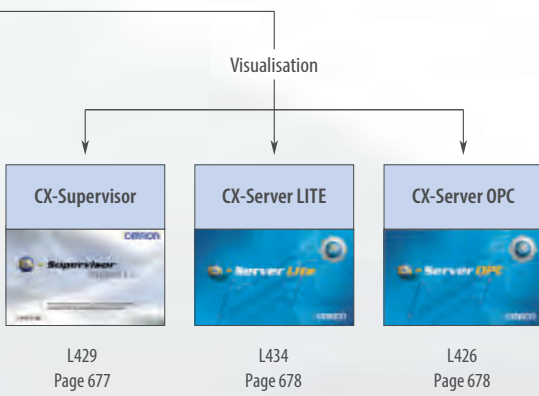 Visualisation
CX-Supervisor
CX-Server LITE
CX-Server OPC
OMRON
Supervisor
Server Lite
OMRON
Server OPC
OMRON
L429
Page 677
L434
Page 678
L426
Page 678